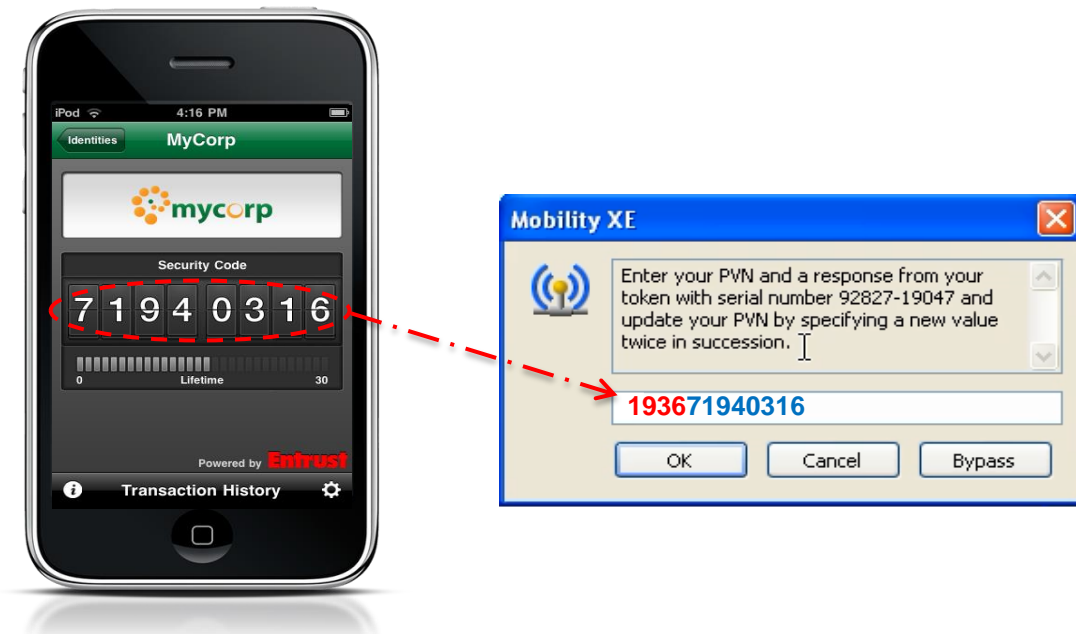 iPod 4:16 PM
Identities MyCorp
mycorp
Security Code
7 1 9 4 0 3 1 6
0 Lifetime 30
Powered by Entrust
i Transaction History
Mobility XE
Enter your PVN and a response from your
token with serial number 92827-19047 and
update your PVN by specifying a new value
twice in succession.
193671940316
OK Cancel Bypass